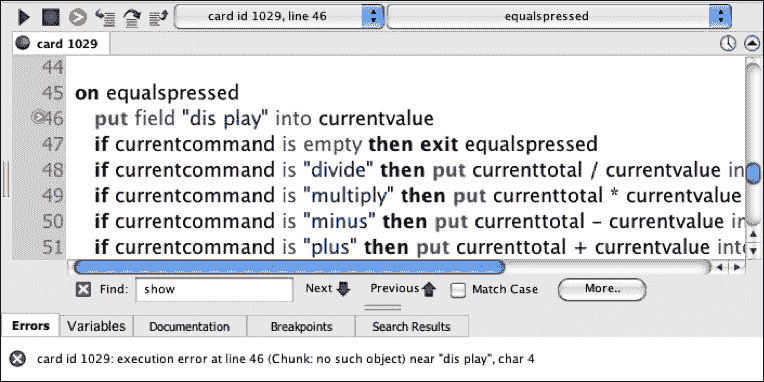 card id 1029, line 46 equalspressed
card 1029
44
45 on equalspressed
46 put field "dis play" into currentvalue
47 if currentcommand is empty then exit equalspressed
48 if currentcommand is "divide" then put currenttotal / currentvalue in
49 if currentcommand is "multiply" then put currenttotal * currentvalue
50 if currentcommand is "minus" then put currenttotal - currentvalue in
51 if currentcommand is "plus" then put currenttotal + currentvalue into
Find: show Next Previous Match Case More..
Errors Variables Documentation Breakpoints Search Results
card id 1029: execution error at line 46 (Chunk: no such object) near "dis play", char 4